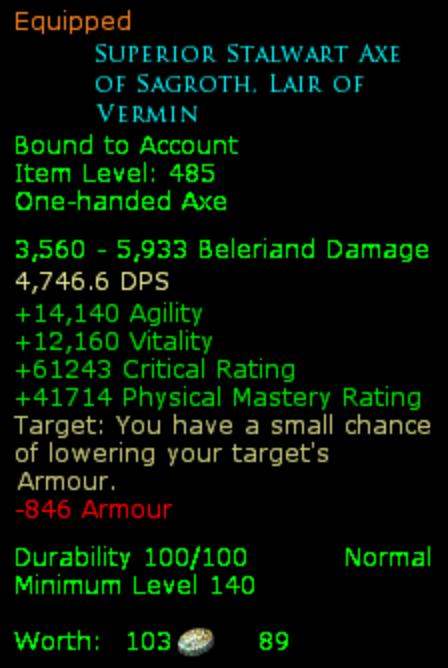 Equipped
Superior Stalwart Axe
of Sagroth, Lair of
Vermin
Bound to Account
Item Level: 485
One-handed Axe
3,560 - 5,933 Beleriand Damage
4,746.6 DPS
+14,140 Agility
+12,160 Vitality
+61243 Critical Rating
+41714 Physical Mastery Rating
Target: You have a small chance
of lowering your target's
Armour.
-846 Armour
Durability 100/100 Normal
Minimum Level 140
Worth: 103 89